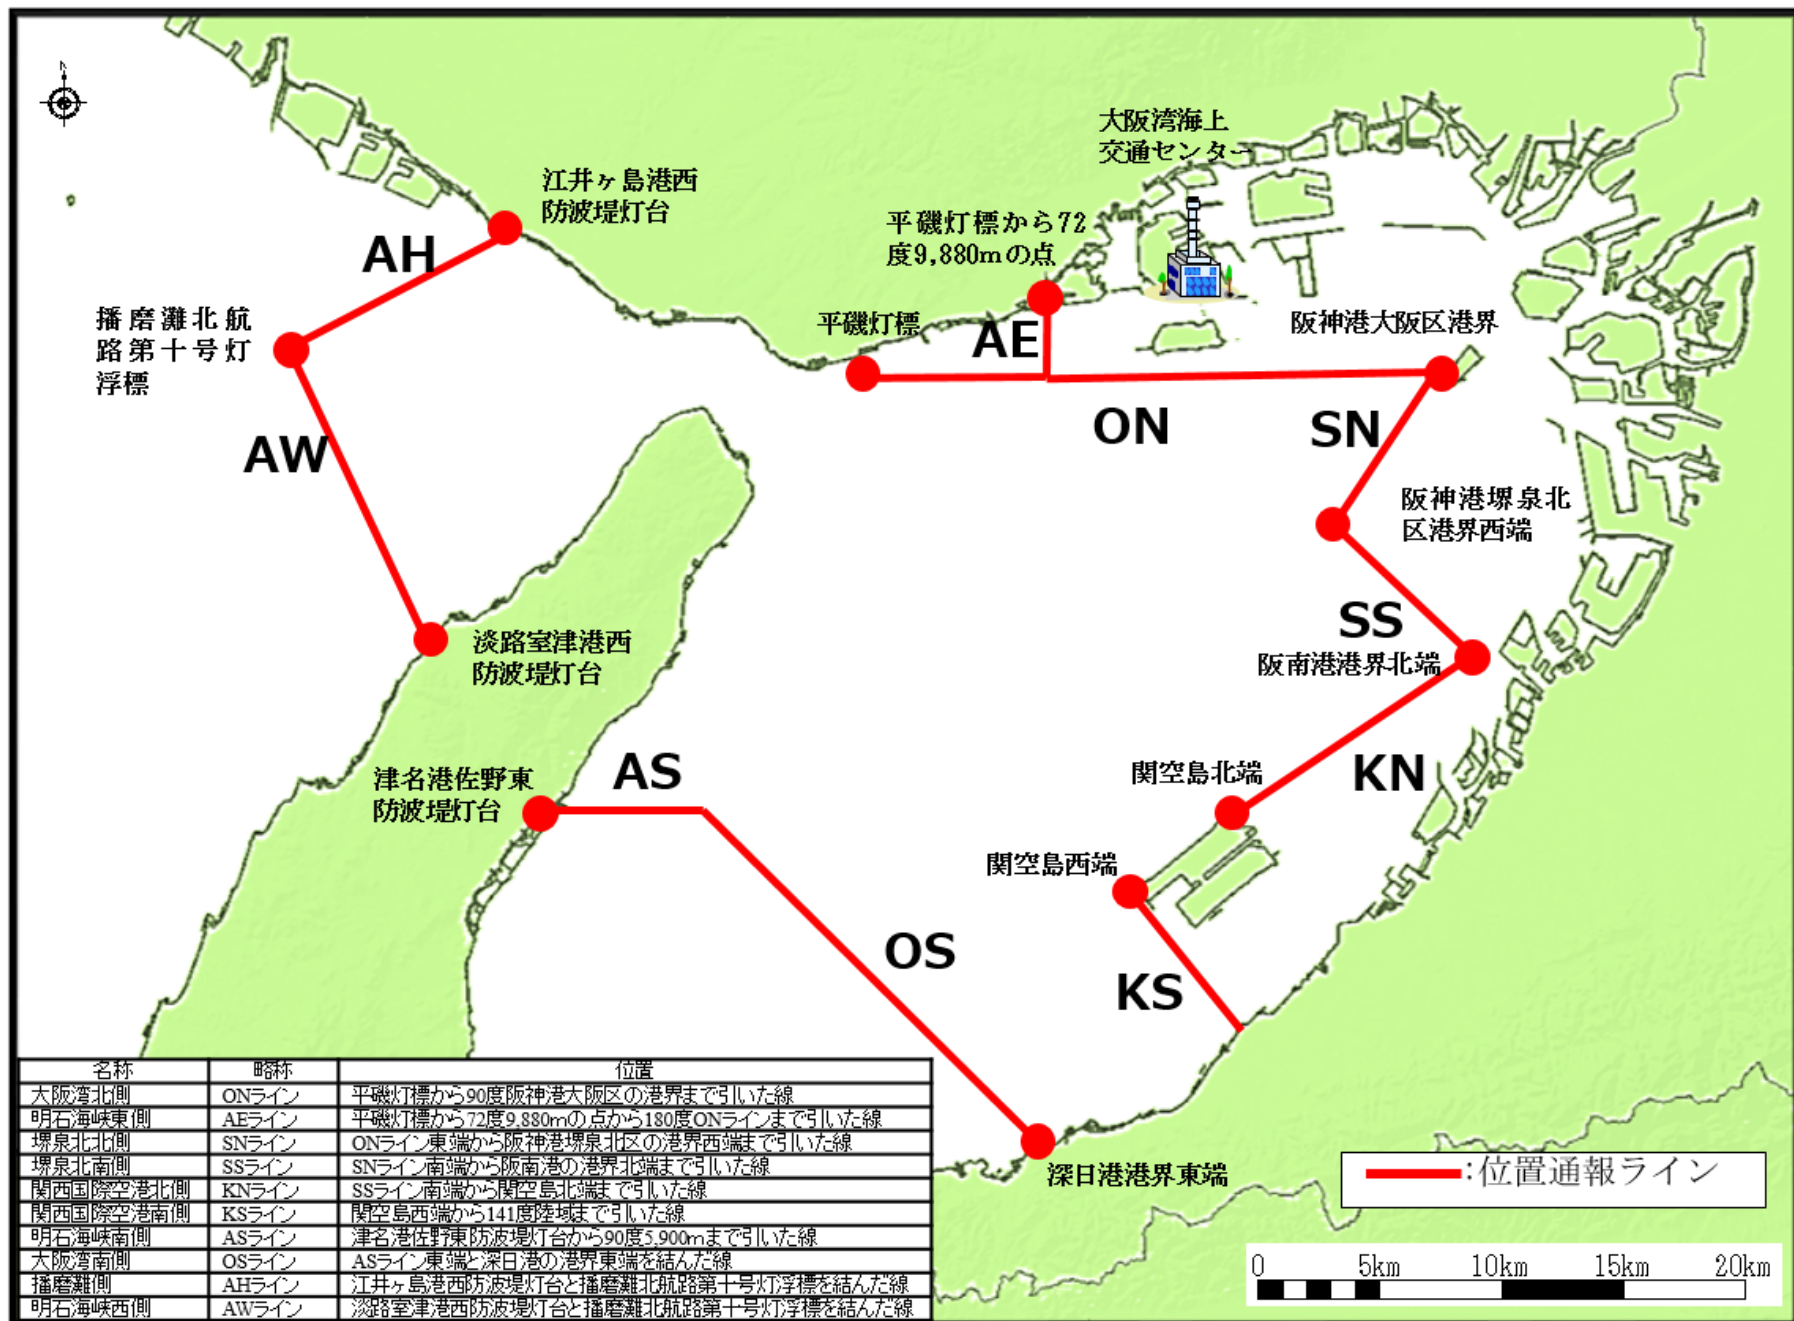 N
大阪湾海上
交通センター
江井ヶ島港西
防波堤灯台
平磯灯標から72
度9,880mの点
AH
播磨灘北航
路第十号灯
浮標
平磯灯標
AE
阪神港大阪区港界
ON
SN
AW
阪神港堺泉北
区港界西端
SS
淡路室津港西
防波堤灯台
阪南港港界北端
AS
津名港佐野東
防波堤灯台
関空島北端
KN
関空島西端
OS
KS
深日港港界東端
:位置通報ライン
0 5km 10km 15km 20km
名称 略称 位置
大阪湾北側 ONライン 平磯灯標から90度阪神港大阪区の港界まで引いた線
明石海峡東側 AEライン 平磯灯標から72度9,880mの点から180度ONラインまで引いた線
堺泉北北側 SNライン ONライン東端から阪神港堺泉北区の港界西端まで引いた線
堺泉北南側 SSライン SNライン南端から阪南港の港界北端まで引いた線
関西国際空港北側 KNライン SSライン南端から関空島北端まで引いた線
関西国際空港南側 KSライン 関空島西端から141度陸域まで引いた線
明石海峡南側 ASライン 津名港佐野東防波堤灯台から90度5,900mまで引いた線
大阪湾南側 OSライン ASライン東端と深日港の港界東端を結んだ線
播磨灘側 AHライン 江井ヶ島港西防波堤灯台と播磨灘北航路第十号灯浮標を結んだ線
明石海峡西側 AWライン 淡路室津港西防波堤灯台と播磨灘北航路第十号灯浮標を結んだ線